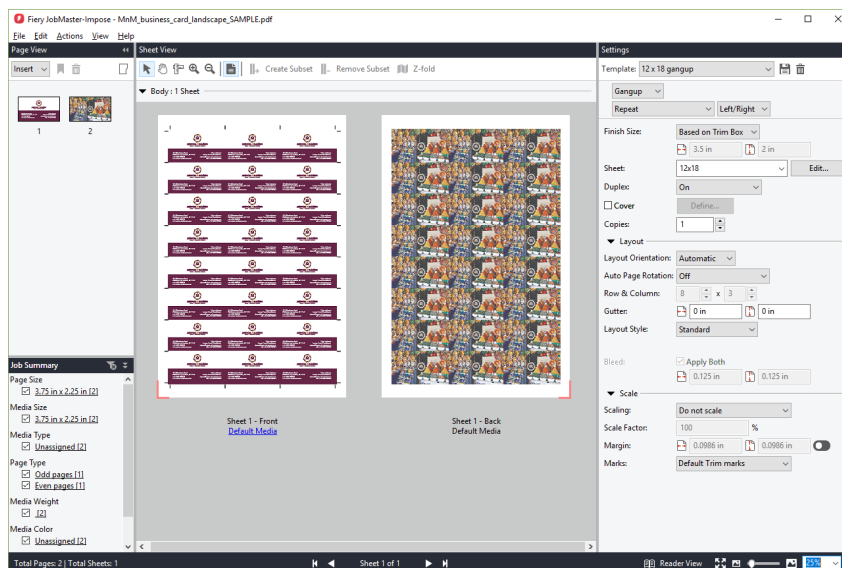 Fiery JobMaster-Impose - MnM_business_card_landscape_SAMPLE.pdf
File Edit Actions View Help
Page View
Insert
1
2
Job Summary
Page Size
3.75 in x 2.25 in [2]
Media Size
3.75 in x 2.25 in [2]
Media Type
Unassigned [2]
Page Type
Odd pages [1]
Even pages [1]
Media Weight
[2]
Media Color
Unassigned [2]
Sheet View
Create Subset
Remove Subset
Z-fold
Body : 1 Sheet
Sheet 1 - Front
Default Media
Sheet 1 - Back
Default Media
Settings
Template: 12 x 18 gangup
Gangup
Repeat Left/Right
Finish Size: Based on Trim Box
3.5 in 2 in
Sheet: 12x18 Edit...
Duplex: On
Cover Define...
Copies: 1
Layout
Layout Orientation: Automatic
Auto Page Rotation: Off
Row & Column: 8 x 3
Gutter: 0 in 0 in
Layout Style: Standard
Bleed: Apply Both
0.125 in 0.125 in
Scale
Scaling: Do not scale
Scale Factor: 100 %
Margin: 0.0986 in 0.0986 in
Marks: Default Trim marks
Total Pages: 2 | Total Sheets: 1
Sheet 1 of 1
Reader View
25%